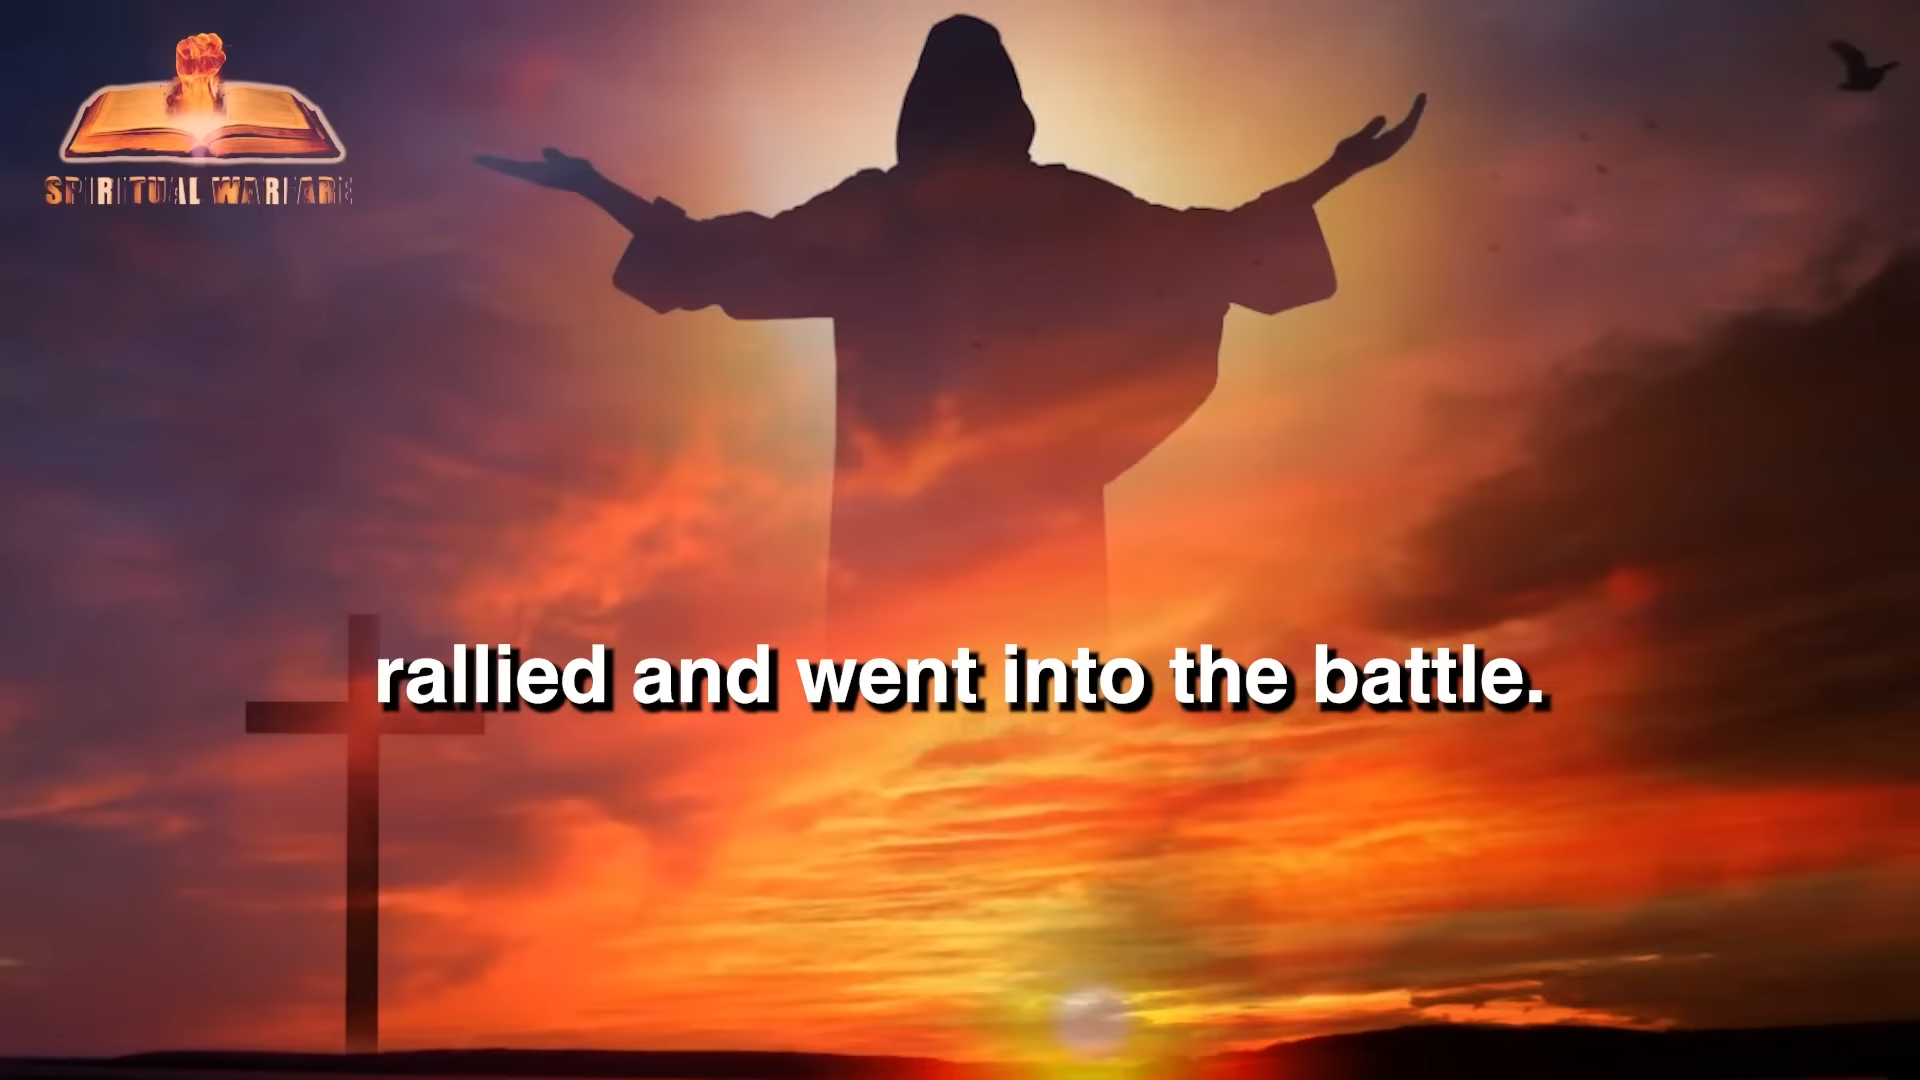 SPIRITUAL WARFARE
rallied and went into the battle.